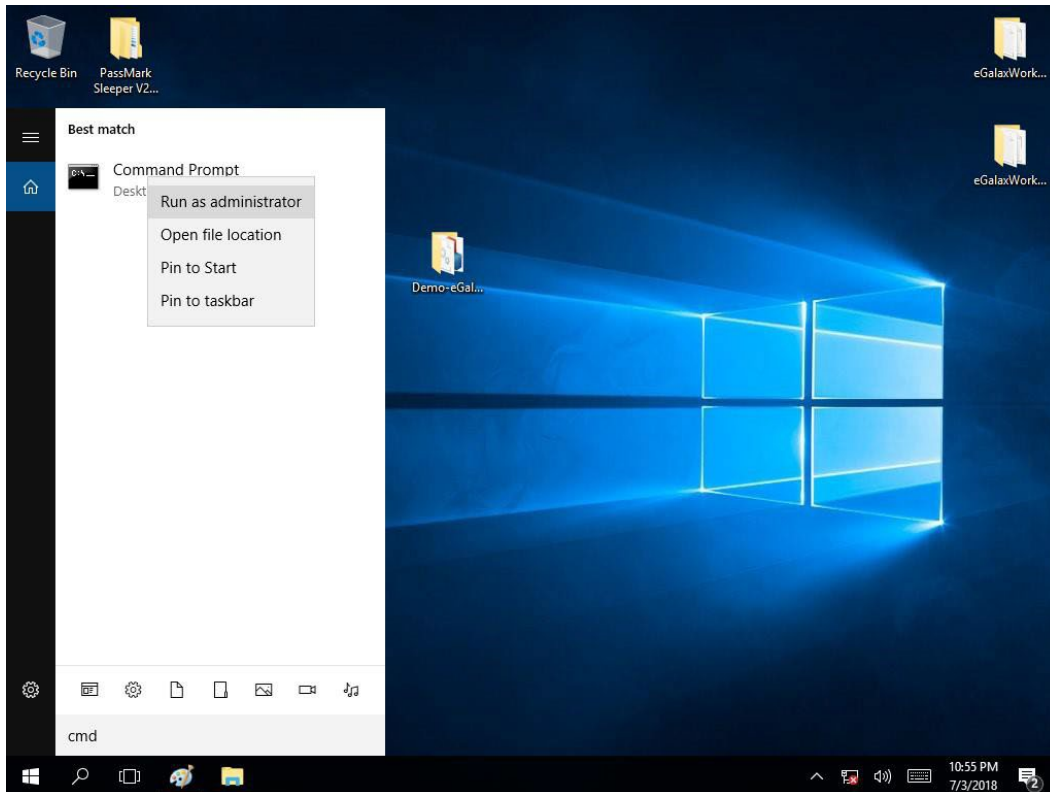 Recycle Bin
PassMark
Sleeper V2...
eGalaxWork...
eGalaxWork...
Demo-eGal...
Best match
Command Prompt
Deskt
Run as administrator
Open file location
Pin to Start
Pin to taskbar
cmd
10:55 PM
7/3/2018
2